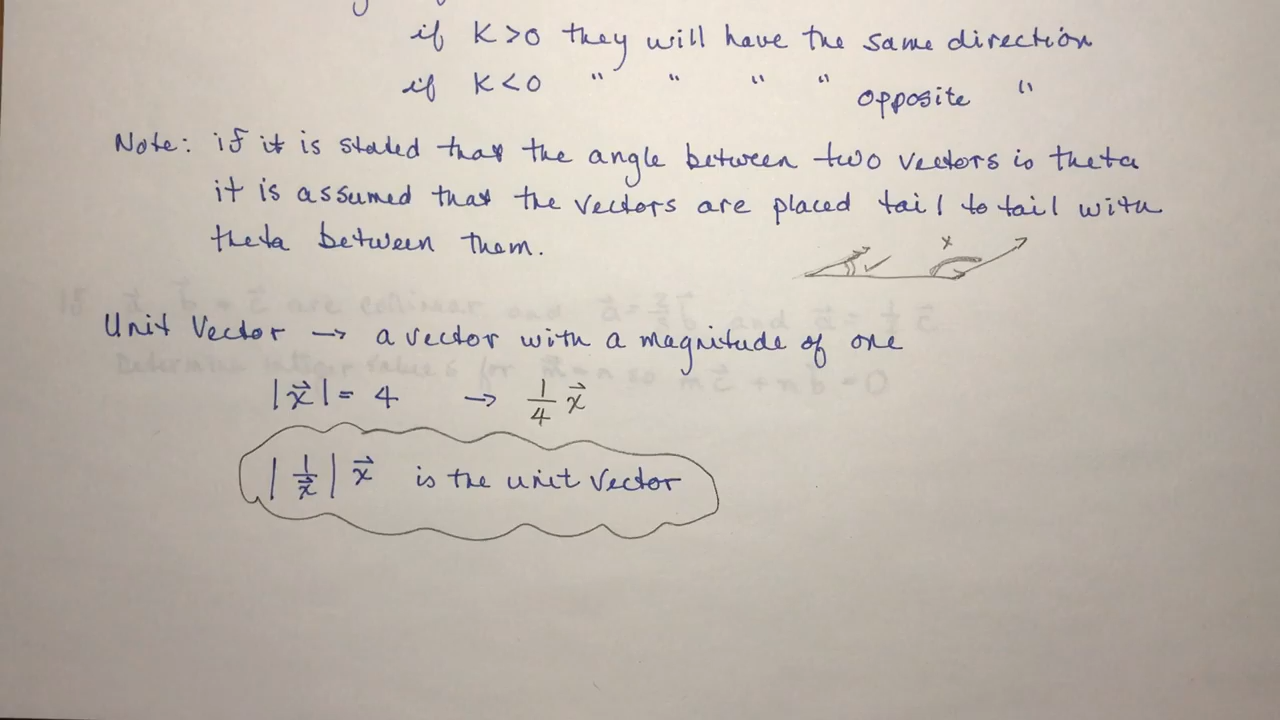 if K>0 they will have the same direction
if K<0 " " " " opposite "
Note: if it is stated that the angle between two vectors is theta
it is assumed that the vectors are placed tail to tail with
theta between them.
✓ x
Unit Vector → a vector with a magnitude of one
|x⃗| = 4 → 1/4 x⃗
|1/x⃗| x⃗ is the unit vector